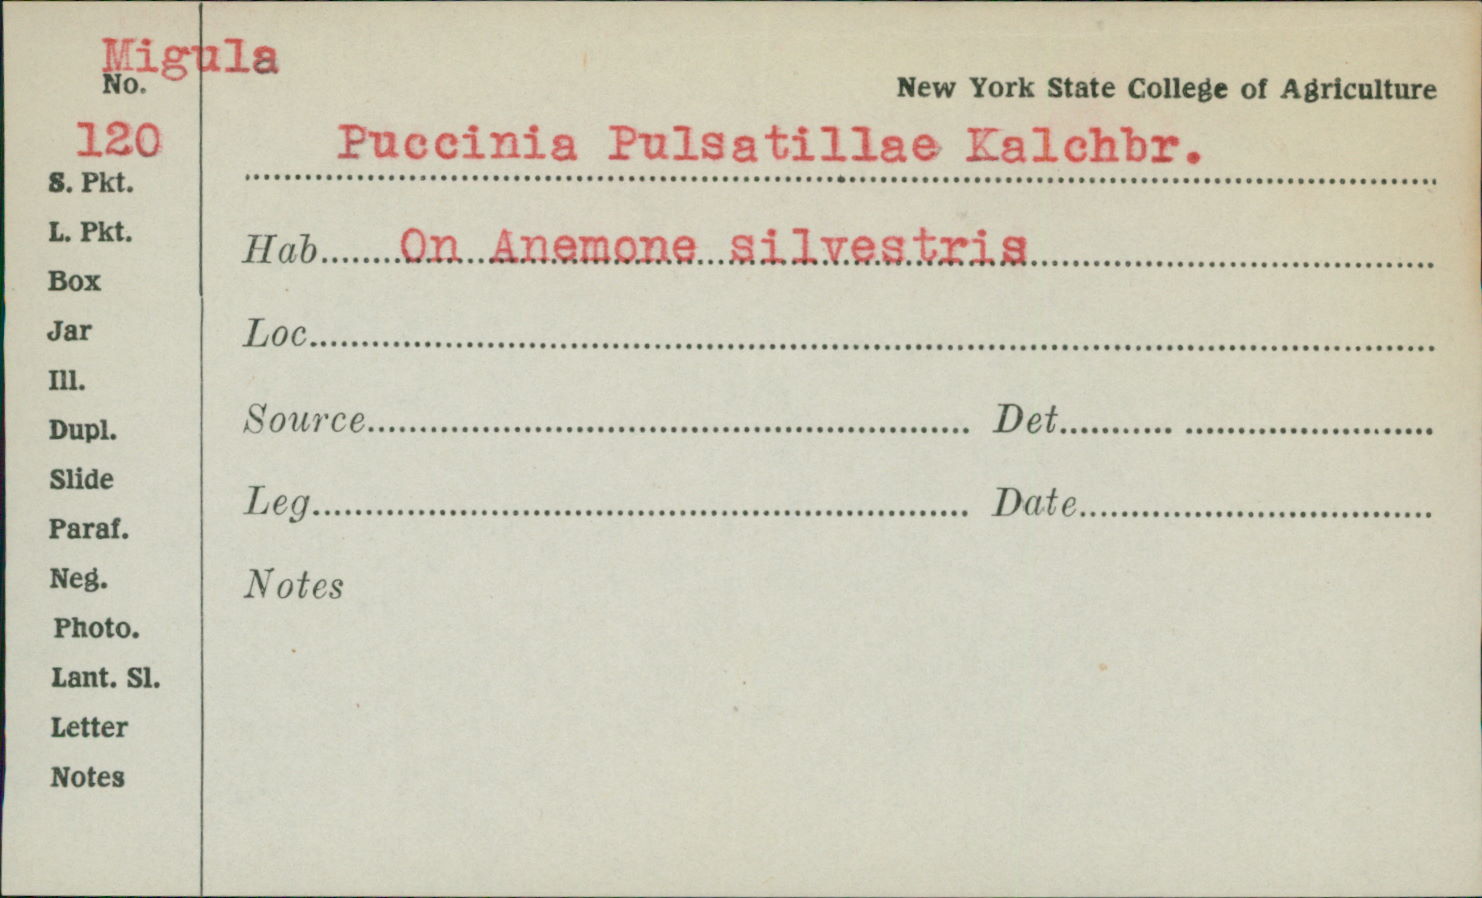 Migula
No.
New York State College of Agriculture
120
Puccinia Pulsatillae Kalchbr.
S. Pkt.
L. Pkt.
Hab. On Anemone silvestris
Box
Jar
Loc.
Ill.
Dupl.
Source Det.
Slide
Leg. Date
Paraf.
Neg.
Notes
Photo.
Lant. Sl.
Letter
Notes